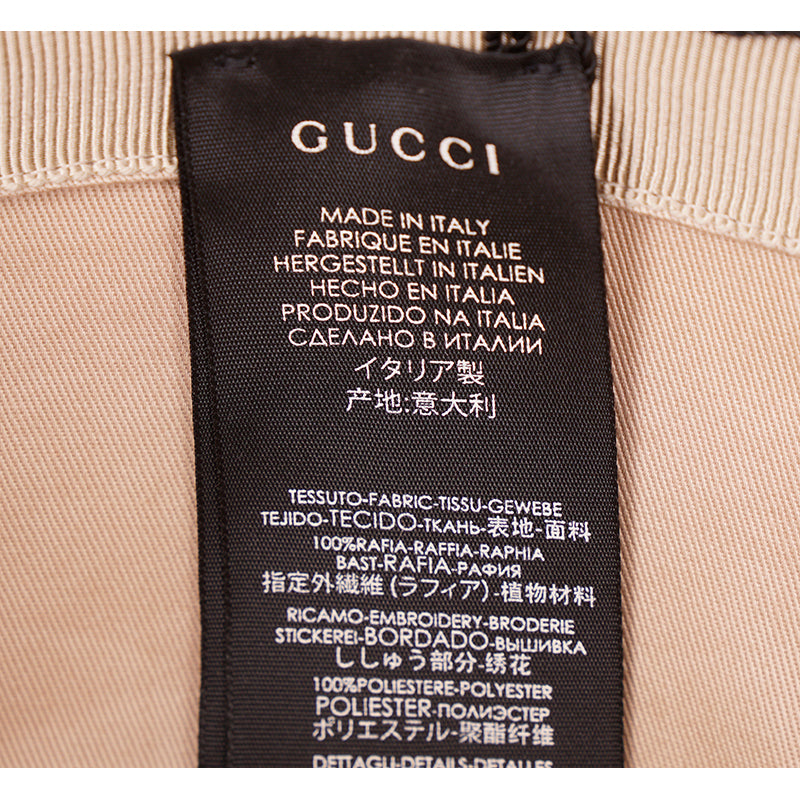 GUCCI
MADE IN ITALY
FABRIQUE EN ITALIE
HERGESTELLT IN ITALIEN
HECHO EN ITALIA
PRODUZIDO NA ITALIA
СДЕЛАНО В ИТАЛИИ
イタリア製
产地:意大利
TESSUTO-FABRIC-TISSU-GEWEBE
TEJIDO-TECIDO-ТКАНЬ-表地-面料
100%RAFIA-RAFFIA-RAPHIA
BAST-RAFIA-РАФИЯ
指定外繊維(ラフィア)-植物材料
RICAMO-EMBROIDERY-BRODERIE
STICKEREI-BORDADO-ВЫШИВКА
ししゅう部分-绣花
100%POLIESTERE-POLYESTER
POLIESTER-ПОЛИЭСТЕР
ポリエステル-聚酯纤维
DETTAGLI-DETAILS-DETALLES